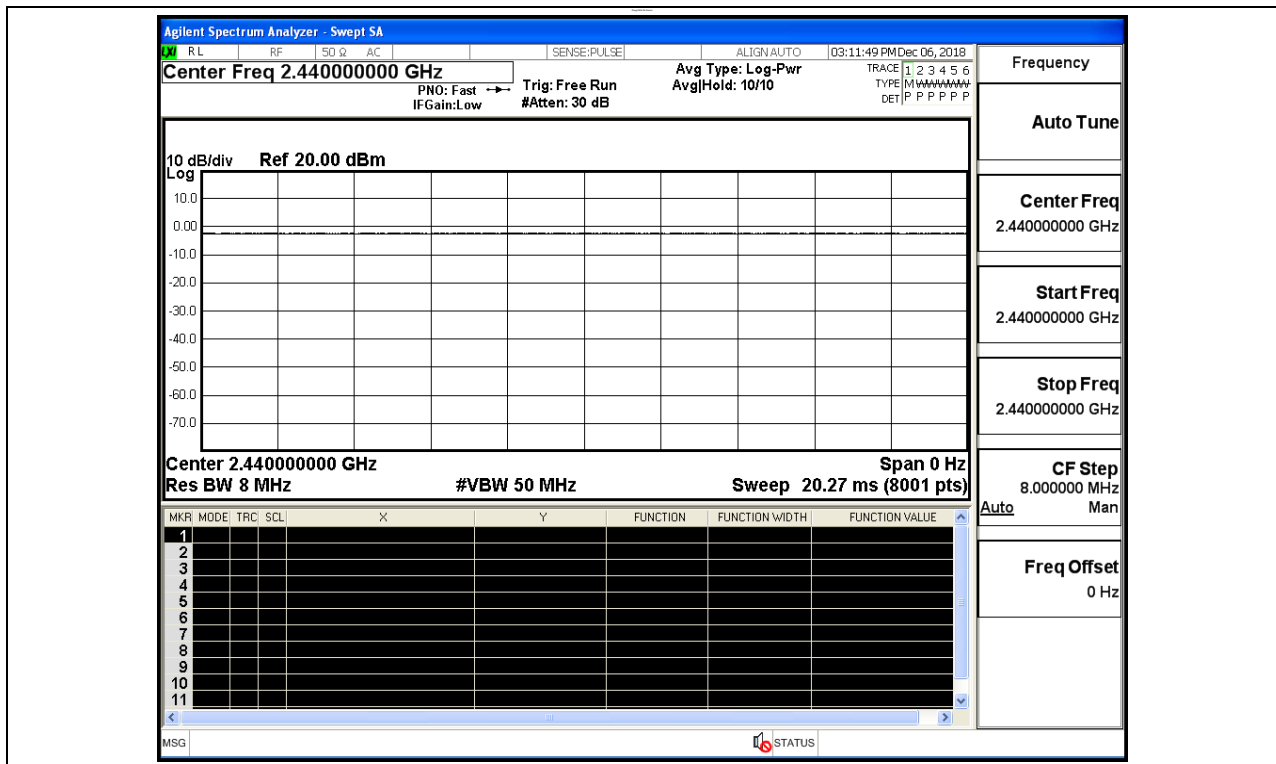 Agilent Spectrum Analyzer - Swept SA
LXI RL RF 50 Ω AC SENSE:PULSE ALIGN AUTO 03:11:49 PM Dec 06, 2018
Center Freq 2.440000000 GHz
PNO: Fast
IFGain:Low
Trig: Free Run
#Atten: 30 dB
Avg Type: Log-Pwr
Avg|Hold: 10/10
TRACE 1 2 3 4 5 6
TYPE M WWWWW
DET P P P P P P
10 dB/div Ref 20.00 dBm
Log
10.0
0.00
-10.0
-20.0
-30.0
-40.0
-50.0
-60.0
-70.0
Center 2.440000000 GHz Span 0 Hz
Res BW 8 MHz #VBW 50 MHz Sweep 20.27 ms (8001 pts)
MKR MODE TRC SCL X Y FUNCTION FUNCTION WIDTH FUNCTION VALUE
1
2
3
4
5
6
7
8
9
10
11
MSG STATUS
Frequency
Auto Tune
Center Freq
2.440000000 GHz
Start Freq
2.440000000 GHz
Stop Freq
2.440000000 GHz
CF Step
8.000000 MHz
Auto Man
Freq Offset
0 Hz